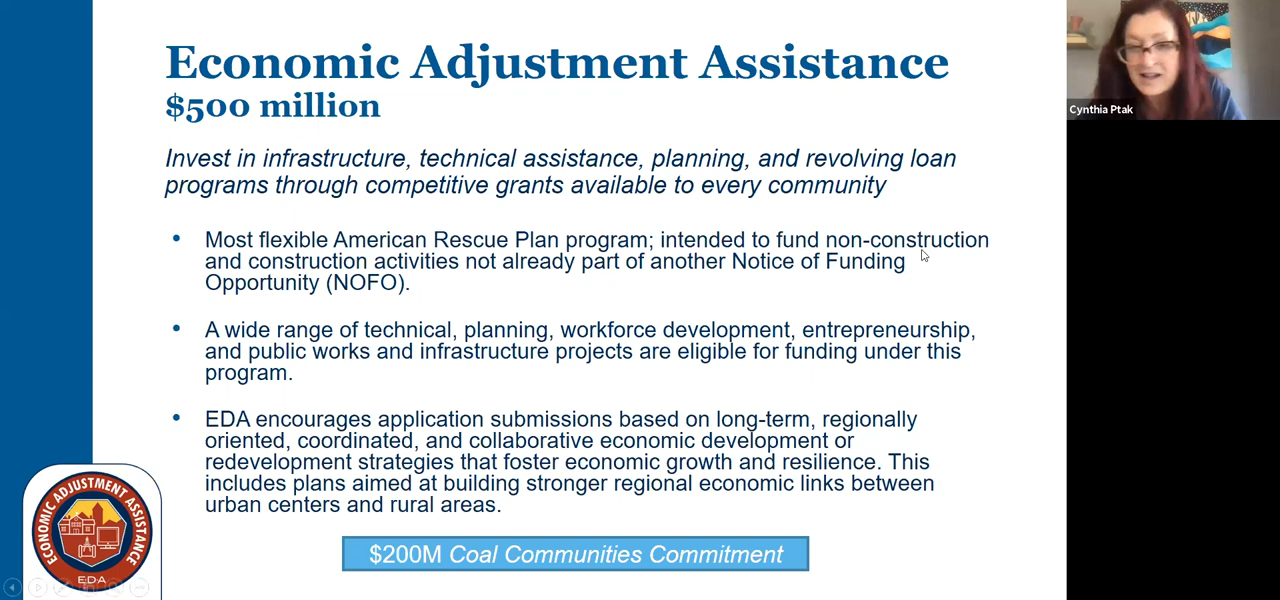 Economic Adjustment Assistance
$500 million
Invest in infrastructure, technical assistance, planning, and revolving loan
programs through competitive grants available to every community
• Most flexible American Rescue Plan program; intended to fund non-construction
and construction activities not already part of another Notice of Funding
Opportunity (NOFO).
• A wide range of technical, planning, workforce development, entrepreneurship,
and public works and infrastructure projects are eligible for funding under this
program.
• EDA encourages application submissions based on long-term, regionally
oriented, coordinated, and collaborative economic development or
redevelopment strategies that foster economic growth and resilience. This
includes plans aimed at building stronger regional economic links between
urban centers and rural areas.
$200M Coal Communities Commitment
ECONOMIC ADJUSTMENT ASSISTANCE
EDA
Cynthia Ptak